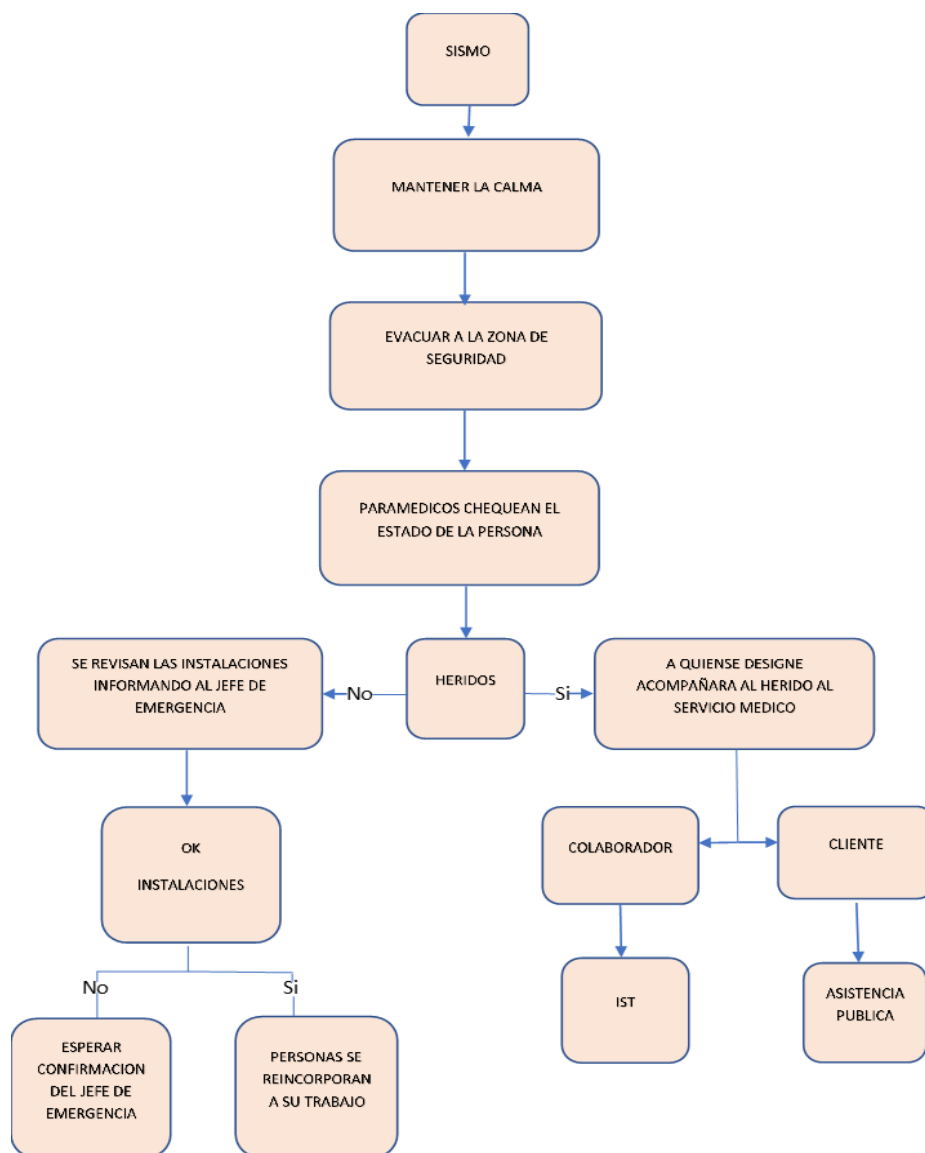 SISMO
MANTENER LA CALMA
EVACUAR A LA ZONA DE
SEGURIDAD
PARAMEDICOS CHEQUEAN EL
ESTADO DE LA PERSONA
SE REVISAN LAS INSTALACIONES
INFORMANDO AL JEFE DE
EMERGENCIA
No
HERIDOS
Si
A QUIENSE DESIGNE
ACOMPAÑARA AL HERIDO AL
SERVICIO MEDICO
OK
INSTALACIONES
COLABORADOR
CLIENTE
No
Si
IST
ASISTENCIA
PUBLICA
ESPERAR
CONFIRMACION
DEL JEFE DE
EMERGENCIA
PERSONAS SE
REINCORPORAN
A SU TRABAJO